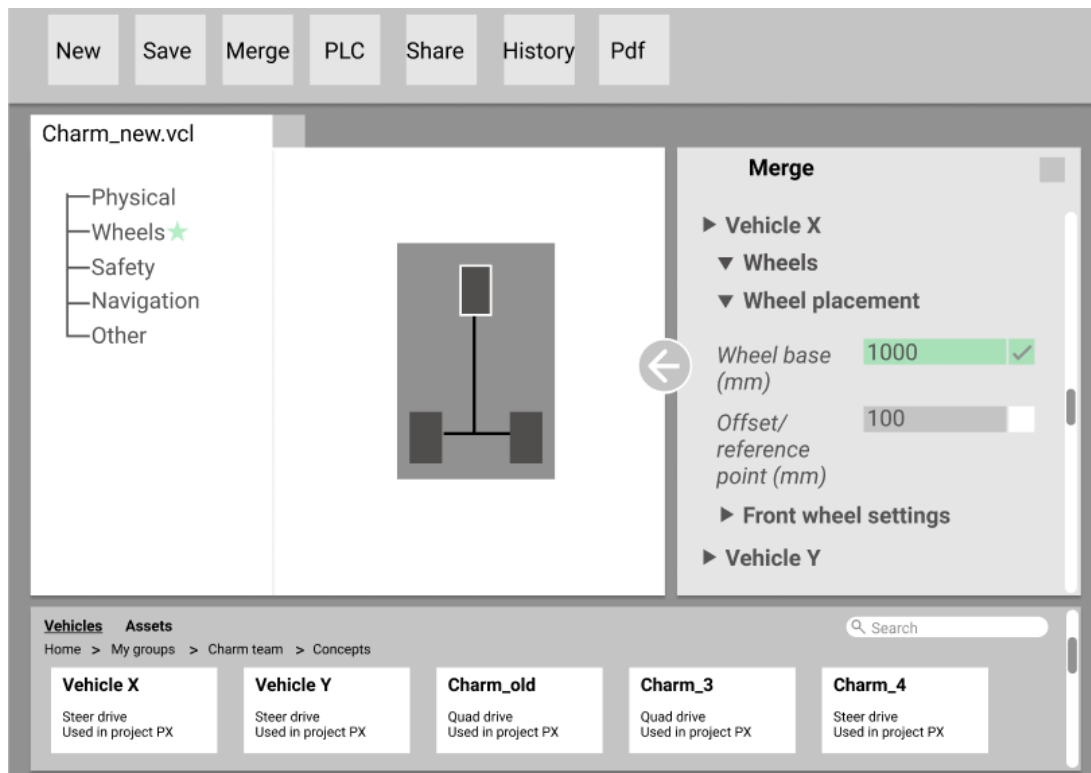 New Save Merge PLC Share History Pdf
Charm_new.vcl
Physical
Wheels
Safety
Navigation
Other
Merge
Vehicle X
Wheels
Wheel placement
Wheel base
(mm)
1000
Offset/
reference
point (mm)
100
Front wheel settings
Vehicle Y
Vehicles Assets
Search
Home > My groups > Charm team > Concepts
Vehicle X
Steer drive
Used in project PX
Vehicle Y
Steer drive
Used in project PX
Charm_old
Quad drive
Used in project PX
Charm_3
Quad drive
Used in project PX
Charm_4
Steer drive
Used in project PX